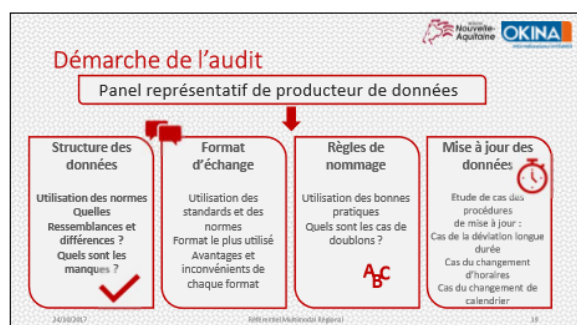 Nouvelle-
Aquitaine
OKINA
Démarche de l'audit
Panel représentatif de producteur de données
Structure des
données
Utilisation des normes
Quelles
Ressemblances et
différences ?
Quels sont les
manques ?
Format
d'échange
Utilisation des
standards et des
normes
Format le plus utilisé
Avantages et
inconvénients de
chaque format
Règles de
nommage
Utilisation des bonnes
pratiques
Quels sont les cas de
doublons ?
ABC
Mise à jour des
données
Etude de cas des
procédures
de mise à jour :
Cas de la déviation longue
durée
Cas du changement
d'horaires
Cas du changement de
calendrier
24/10/2017
Référentiel Multimodal Régional
19